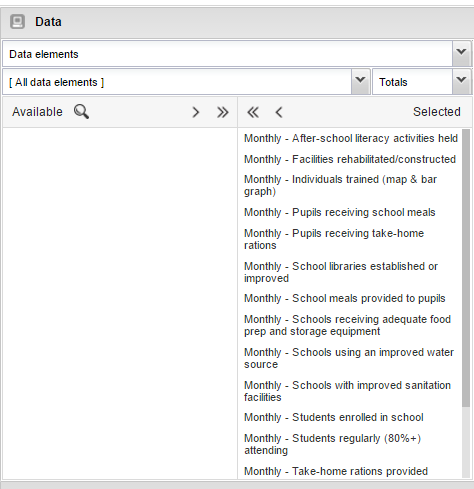 Data
Data elements
[ All data elements ]
Totals
Available
Selected
Monthly - After-school literacy activities held
Monthly - Facilities rehabilitated/constructed
Monthly - Individuals trained (map & bar
graph)
Monthly - Pupils receiving school meals
Monthly - Pupils receiving take-home
rations
Monthly - School libraries established or
improved
Monthly - School meals provided to pupils
Monthly - Schools receiving adequate food
prep and storage equipment
Monthly - Schools using an improved water
source
Monthly - Schools with improved sanitation
facilities
Monthly - Students enrolled in school
Monthly - Students regularly (80%+)
attending
Monthly - Take-home rations provided